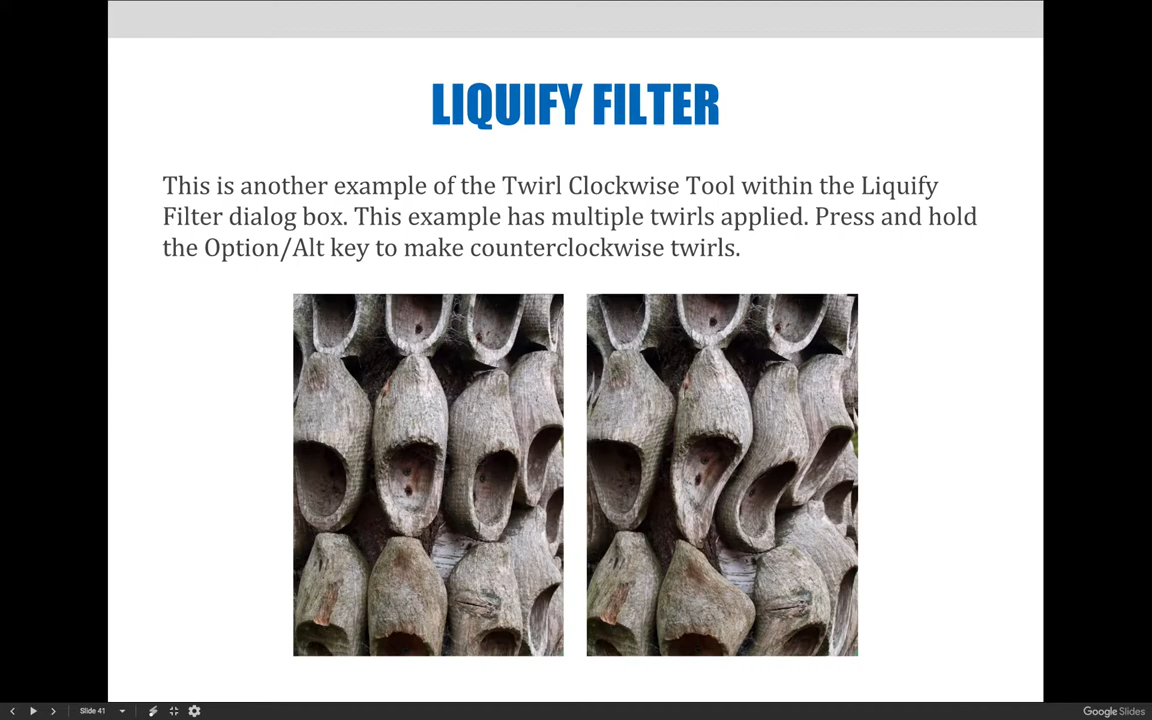 LIQUIFY FILTER
This is another example of the Twirl Clockwise Tool within the Liquify
Filter dialog box. This example has multiple twirls applied. Press and hold
the Option/Alt key to make counterclockwise twirls.
Slide 41
Google Slides